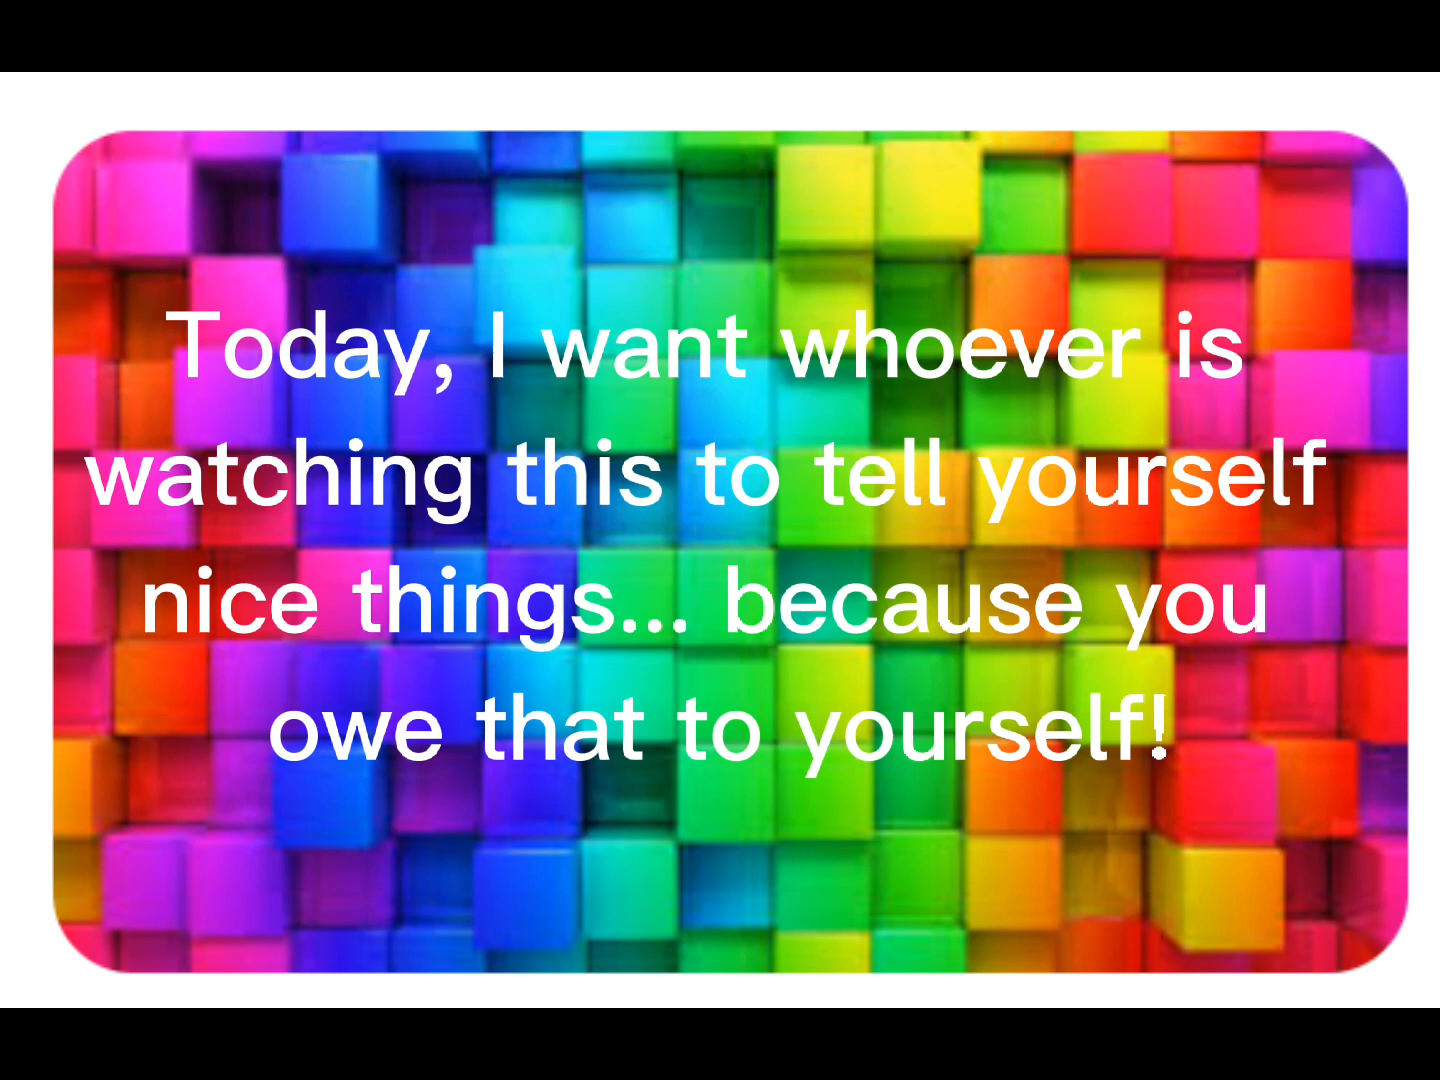 Today, I want whoever is
watching this to tell yourself
nice things... because you
owe that to yourself!